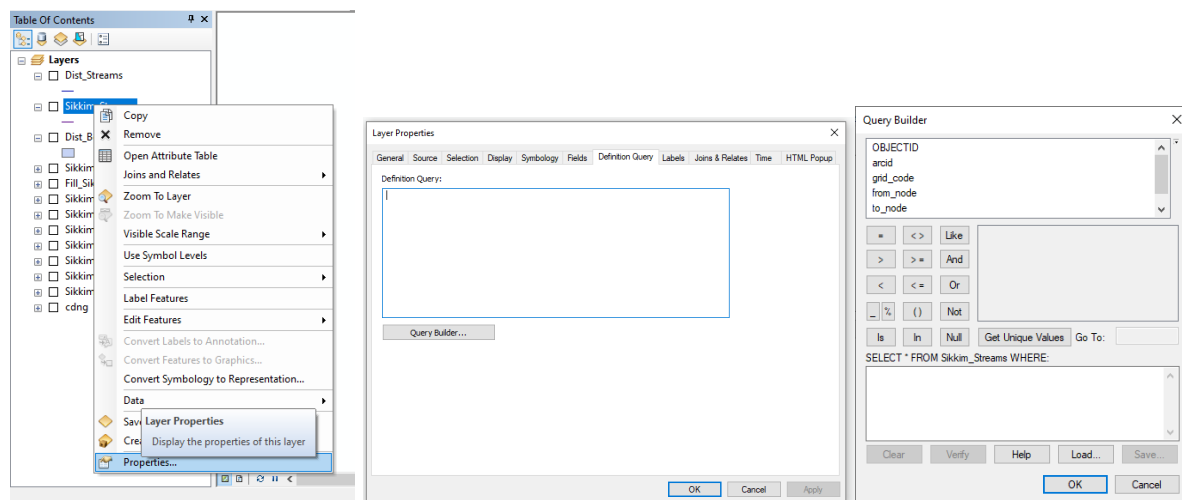 Table Of Contents
Layers
Dist_Streams
Sikkim_Streams
Dist_B
Sikkim
Fill_Sik
Sikkim
Sikkim
Sikkim
Sikkim
Sikkim
Sikkim
Sikkim
cdng
Copy
Remove
Open Attribute Table
Joins and Relates
Zoom To Layer
Zoom To Make Visible
Visible Scale Range
Use Symbol Levels
Selection
Label Features
Edit Features
Convert Labels to Annotation...
Convert Features to Graphics...
Convert Symbology to Representation...
Data
Sav
Crea
Layer Properties
Display the properties of this layer
Properties...
Layer Properties
General Source Selection Display Symbology Fields Definition Query Labels Joins & Relates Time HTML Popup
Definition Query:
Query Builder...
OK Cancel Apply
Query Builder
OBJECTID
arcid
grid_code
from_node
to_node
= < > Like
> > = And
< < = Or
_ % ( ) Not
Is In Null Get Unique Values Go To:
SELECT * FROM Sikkim_Streams WHERE:
Clear Verify Help Load... Save...
OK Cancel